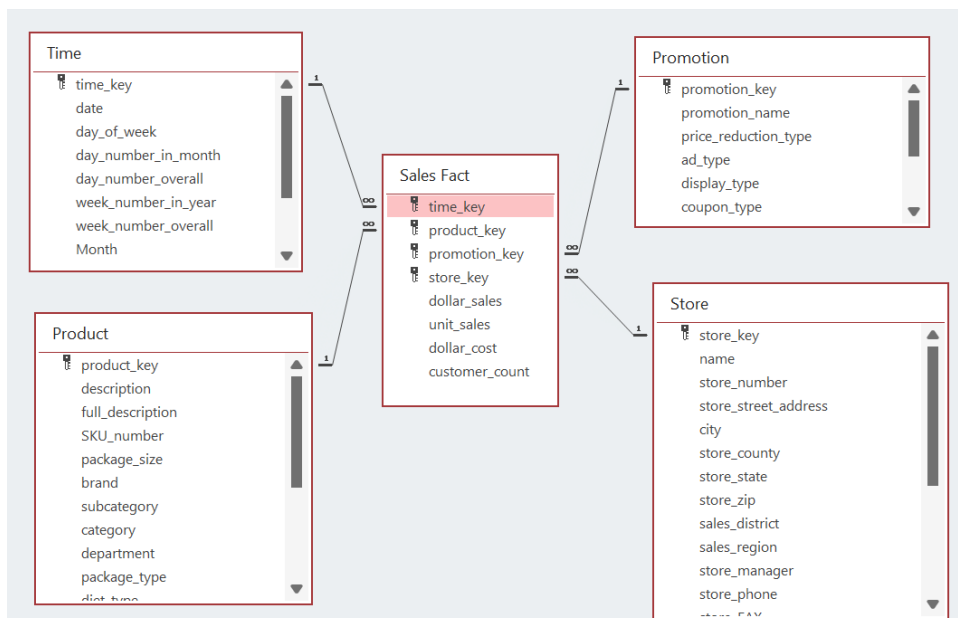 Time
time_key
date
day_of_week
day_number_in_month
day_number_overall
week_number_in_year
week_number_overall
Month
Product
product_key
description
full_description
SKU_number
package_size
brand
subcategory
category
department
package_type
diet_type
Sales Fact
time_key
product_key
promotion_key
store_key
dollar_sales
unit_sales
dollar_cost
customer_count
Promotion
promotion_key
promotion_name
price_reduction_type
ad_type
display_type
coupon_type
Store
store_key
name
store_number
store_street_address
city
store_county
store_state
store_zip
sales_district
sales_region
store_manager
store_phone
store_FAX
1
∞
∞
1
1
∞
∞
1